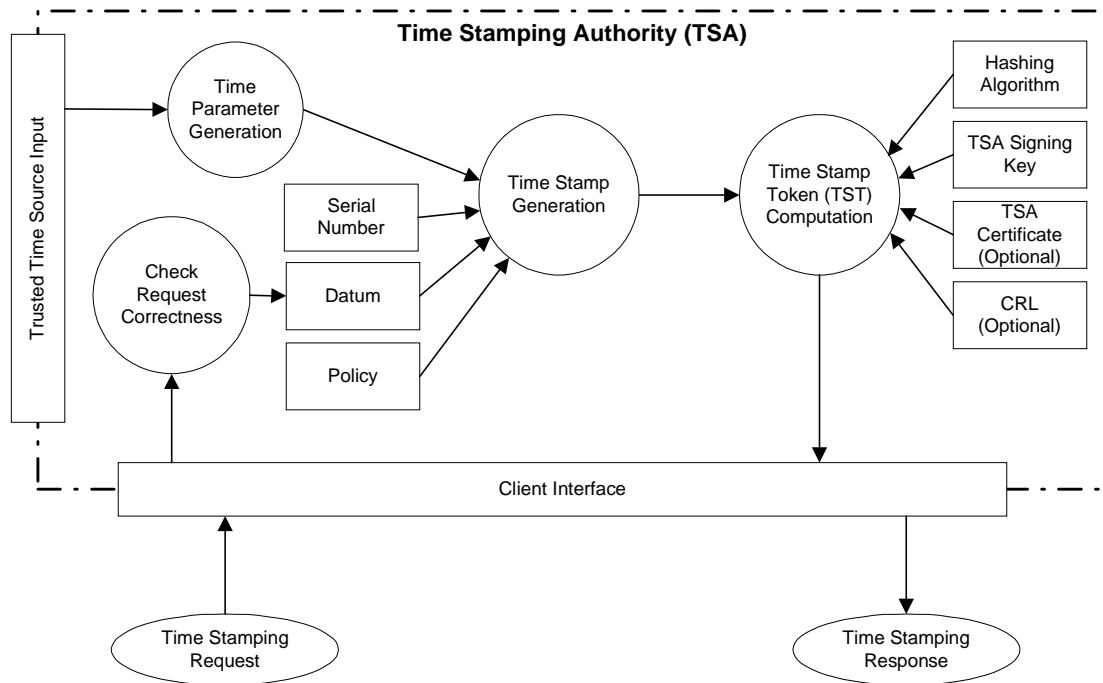 Time Stamping Authority (TSA)
Trusted Time Source Input
Time
Parameter
Generation
Hashing
Algorithm
TSA Signing
Key
Time Stamp
Generation
Time Stamp
Token (TST)
Computation
Serial
Number
TSA
Certificate
(Optional)
Check
Request
Correctness
Datum
CRL
(Optional)
Policy
Client Interface
Time Stamping
Request
Time Stamping
Response